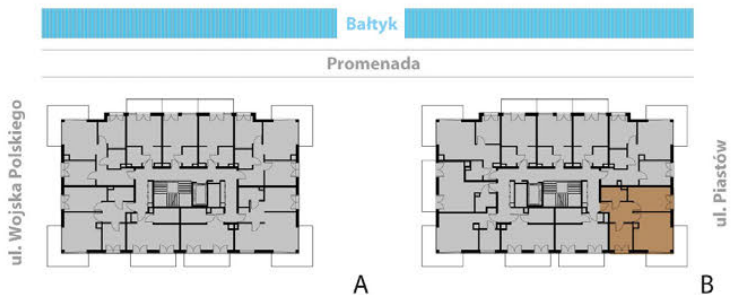 Bałtyk
Promenada
ul. Wojska Polskiego
ul. Piastów
A
B